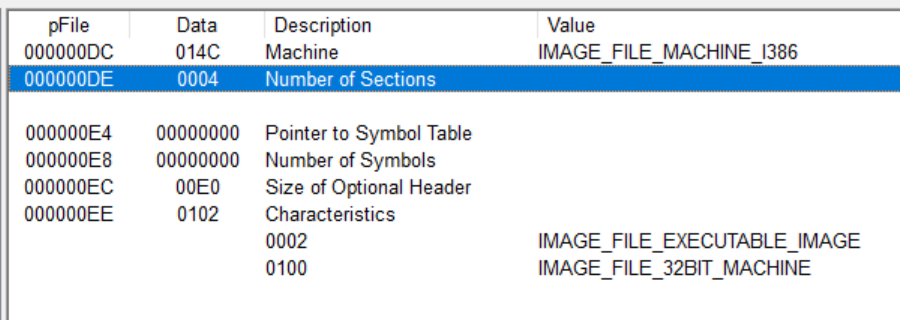 pFile Data Description Value
000000DC 014C Machine IMAGE_FILE_MACHINE_I386
000000DE 0004 Number of Sections
000000E4 00000000 Pointer to Symbol Table
000000E8 00000000 Number of Symbols
000000EC 00E0 Size of Optional Header
000000EE 0102 Characteristics
0002 IMAGE_FILE_EXECUTABLE_IMAGE
0100 IMAGE_FILE_32BIT_MACHINE